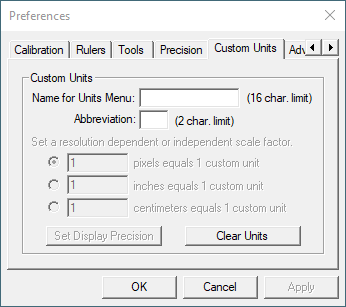 Preferences
Calibration Rulers Tools Precision Custom Units Adv
Custom Units
Name for Units Menu: (16 char. limit)
Abbreviation: (2 char. limit)
Set a resolution dependent or independent scale factor.
1 pixels equals 1 custom unit
1 inches equals 1 custom unit
1 centimeters equals 1 custom unit
Set Display Precision Clear Units
OK Cancel Apply